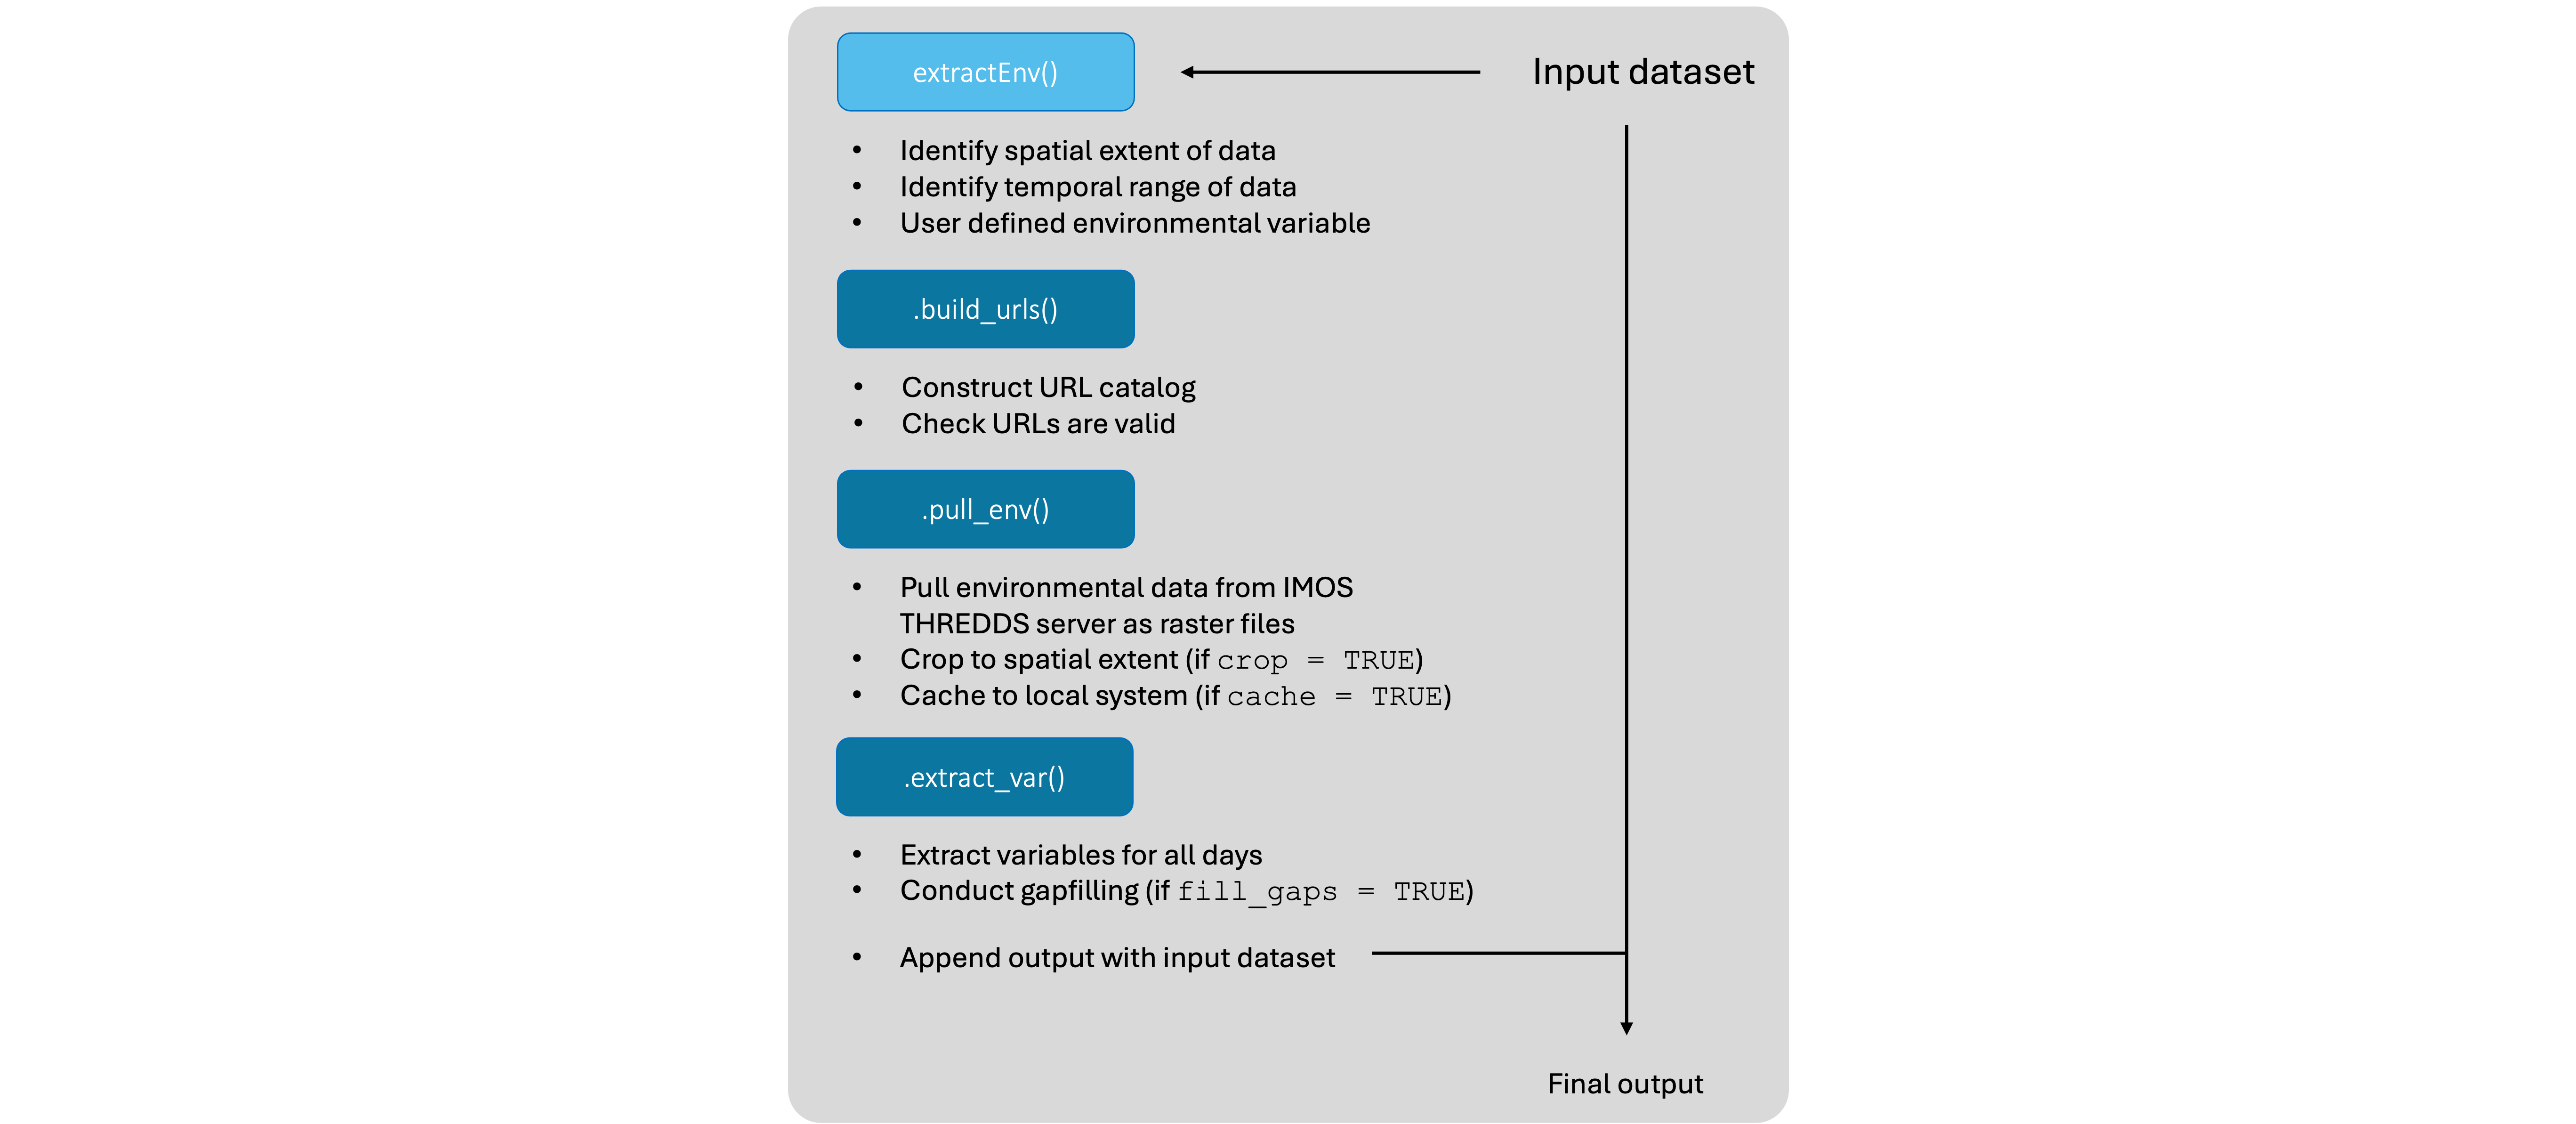 extractEnv()
Input dataset
• Identify spatial extent of data
• Identify temporal range of data
• User defined environmental variable
.build_urls()
• Construct URL catalog
• Check URLs are valid
.pull_env()
• Pull environmental data from IMOS
THREDDS server as raster files
• Crop to spatial extent (if crop = TRUE)
• Cache to local system (if cache = TRUE)
.extract_var()
• Extract variables for all days
• Conduct gapfilling (if fill_gaps = TRUE)
• Append output with input dataset
Final output